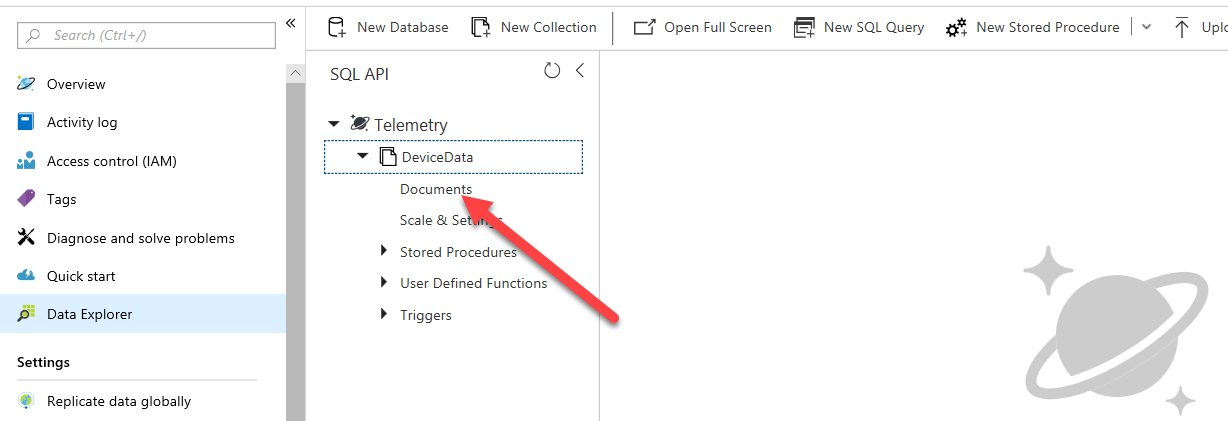 Search (Ctrl+/)
«
Overview
Activity log
Access control (IAM)
Tags
Diagnose and solve problems
Quick start
Data Explorer
Settings
Replicate data globally
New Database
New Collection
Open Full Screen
New SQL Query
New Stored Procedure
Uplo
SQL API
Telemetry
DeviceData
Documents
Scale & Settings
Stored Procedures
User Defined Functions
Triggers